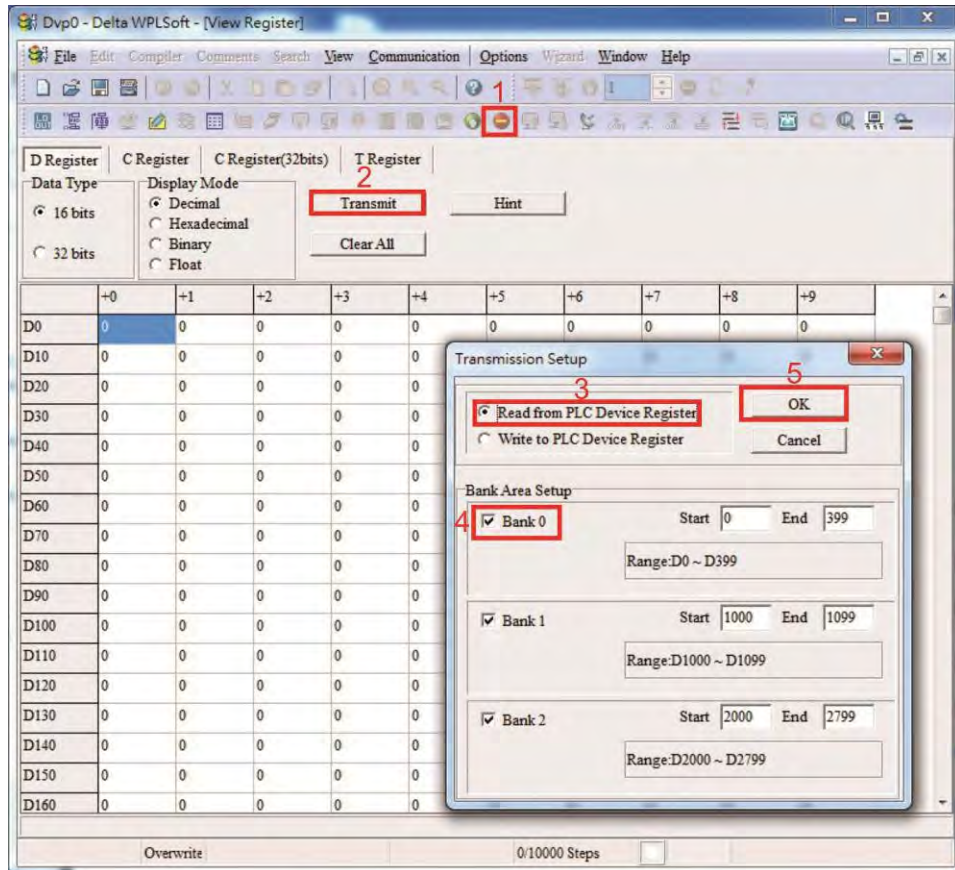 Dvp0 - Delta WPLSoft - [View Register]
File Edit Compiler Comments Search View Communication Options Wizard Window Help
1
1
D Register C Register C Register(32bits) T Register
2
Data Type Display Mode
16 bits Decimal Transmit Hint
Hexadecimal
32 bits Binary Clear All
Float
+0 +1 +2 +3 +4 +5 +6 +7 +8 +9
D0 0 0 0 0 0 0 0 0 0 0
D10 0 0 0 0 0
D20 0 0 0 0 0
D30 0 0 0 0 0
D40 0 0 0 0 0
D50 0 0 0 0 0
D60 0 0 0 0 0
D70 0 0 0 0 0
D80 0 0 0 0 0
D90 0 0 0 0 0
D100 0 0 0 0 0
D110 0 0 0 0 0
D120 0 0 0 0 0
D130 0 0 0 0 0
D140 0 0 0 0 0
D150 0 0 0 0 0
D160 0 0 0 0 0
Transmission Setup
3 5
Read from PLC Device Register OK
Write to PLC Device Register Cancel
Bank Area Setup
4 Bank 0 Start 0 End 399
Range:D0 ~ D399
Bank 1 Start 1000 End 1099
Range:D1000 ~ D1099
Bank 2 Start 2000 End 2799
Range:D2000 ~ D2799
Overwrite 0/10000 Steps